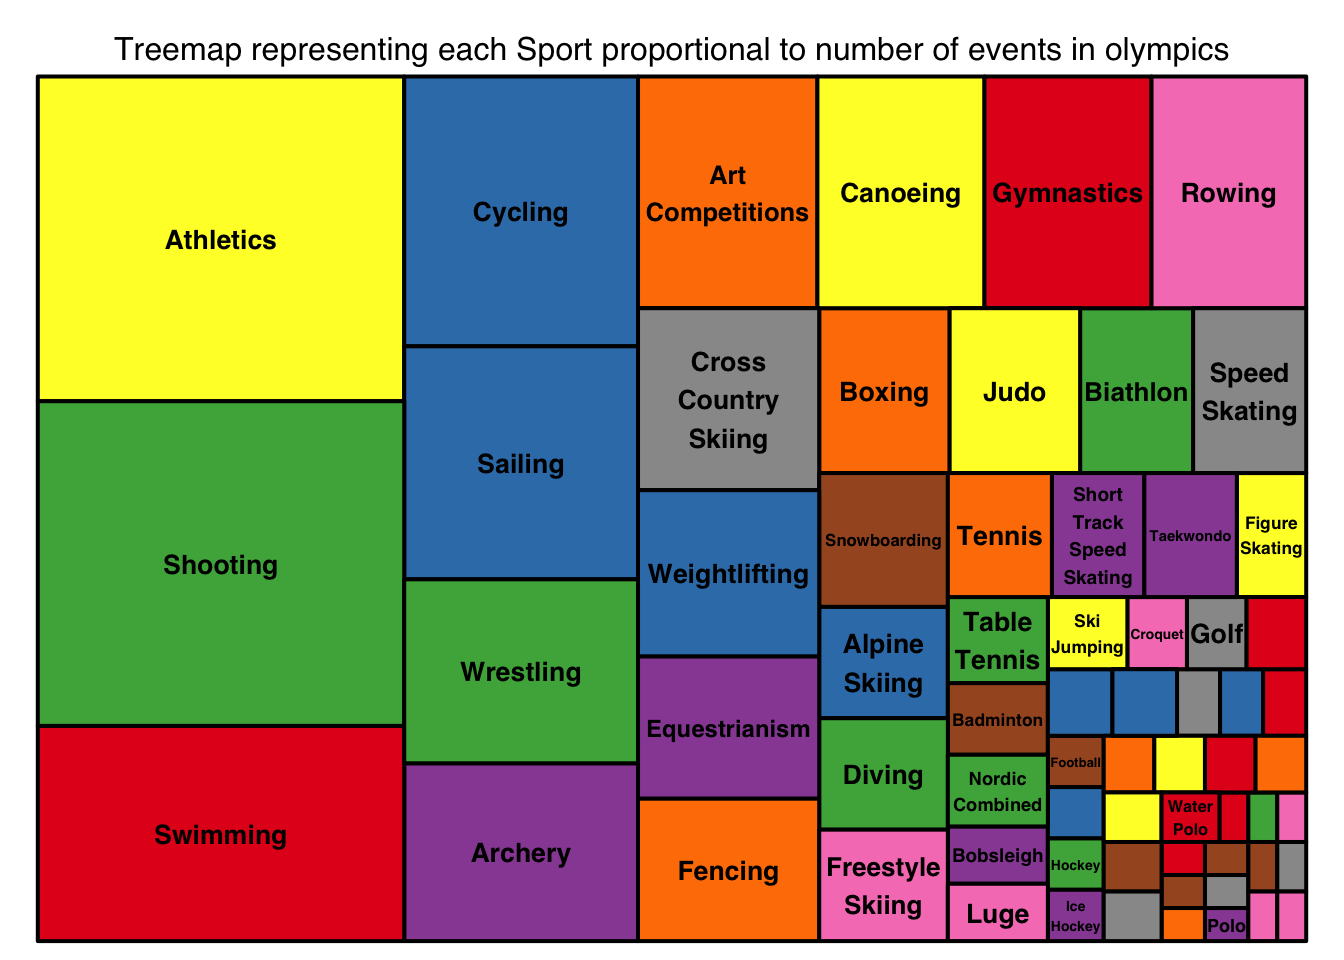 Treemap representing each Sport proportional to number of events in olympics
Athletics
Shooting
Swimming
Cycling
Sailing
Wrestling
Archery
Art
Competitions
Cross
Country
Skiing
Weightlifting
Equestrianism
Fencing
Canoeing
Gymnastics
Rowing
Boxing
Judo
Biathlon
Speed
Skating
Snowboarding
Alpine
Skiing
Diving
Freestyle
Skiing
Tennis
Short
Track
Speed
Skating
Taekwondo
Figure
Skating
Table
Tennis
Badminton
Nordic
Combined
Bobsleigh
Luge
Ski
Jumping
Croquet
Golf
Football
Hockey
Ice
Hockey
Water
Polo
Polo